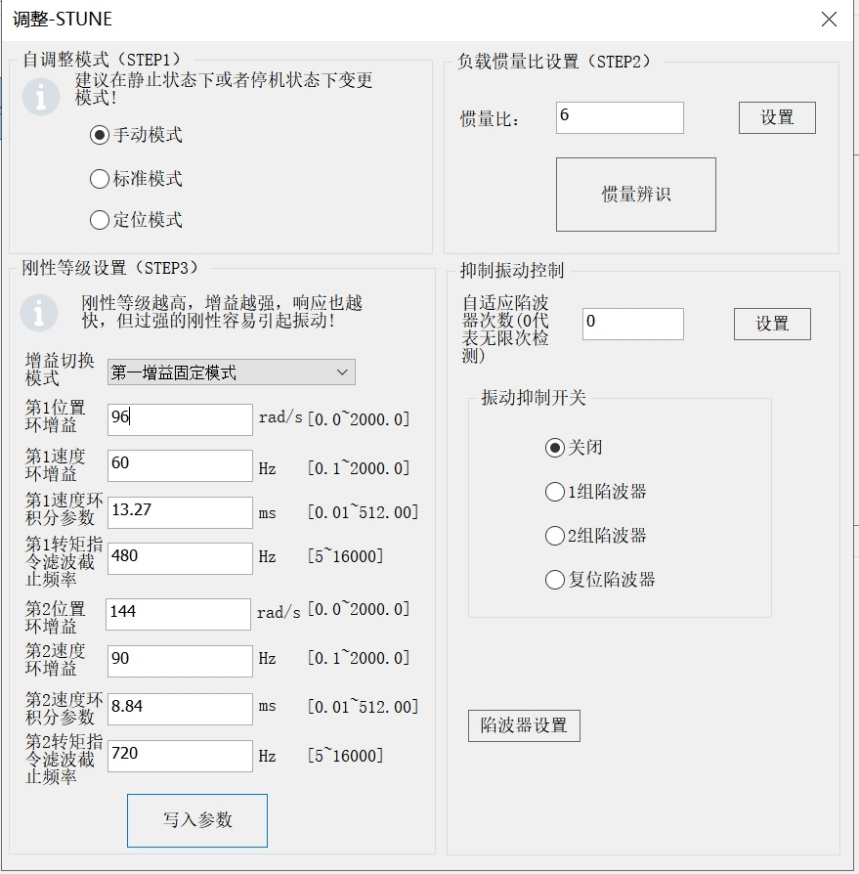 调整-STUNE
自调整模式（STEP1）
建议在静止状态下或者停机状态下变更
模式!
手动模式
标准模式
定位模式
负载惯量比设置（STEP2）
惯量比：
6
设置
惯量辨识
刚性等级设置（STEP3）
刚性等级越高，增益越强，响应也越
快，但过强的刚性容易引起振动!
增益切换
模式
第一增益固定模式
第1位置
环增益
96
rad/s [0.0~2000.0]
第1速度
环增益
60
Hz [0.1~2000.0]
第1速度环
积分参数
13.27
ms [0.01~512.00]
第1转矩指
令滤波截
止频率
480
Hz [5~16000]
第2位置
环增益
144
rad/s [0.0~2000.0]
第2速度
环增益
90
Hz [0.1~2000.0]
第2速度环
积分参数
8.84
ms [0.01~512.00]
第2转矩指
令滤波截
止频率
720
Hz [5~16000]
写入参数
抑制振动控制
自适应陷波
器次数(0代
表无限次检
测)
0
设置
振动抑制开关
关闭
1组陷波器
2组陷波器
复位陷波器
陷波器设置